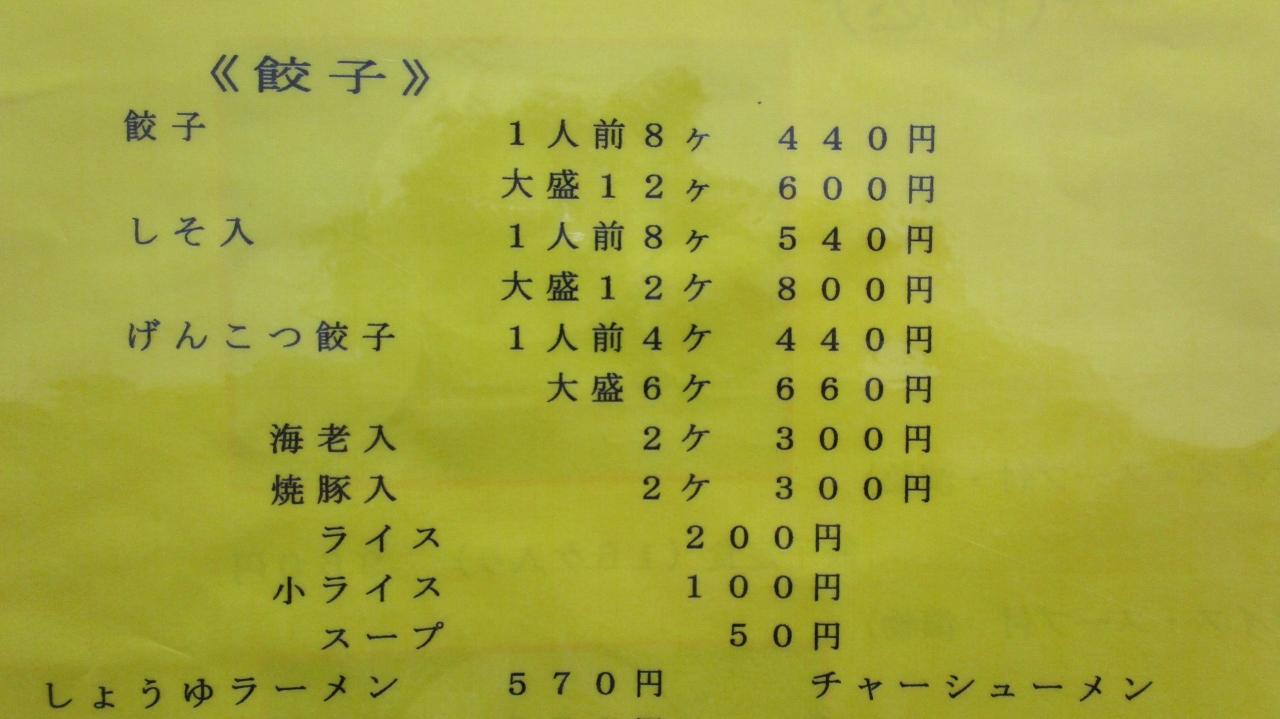 《餃子》
餃子 1人前8ヶ 440円
大盛12ヶ 600円
しそ入 1人前8ヶ 540円
大盛12ケ 800円
げんこつ餃子 1人前4ケ 440円
大盛6ケ 660円
海老入 2ケ 300円
焼豚入 2ケ 300円
ライス 200円
小ライス 100円
スープ 50円
しょうゆラーメン 570円 チャーシューメン